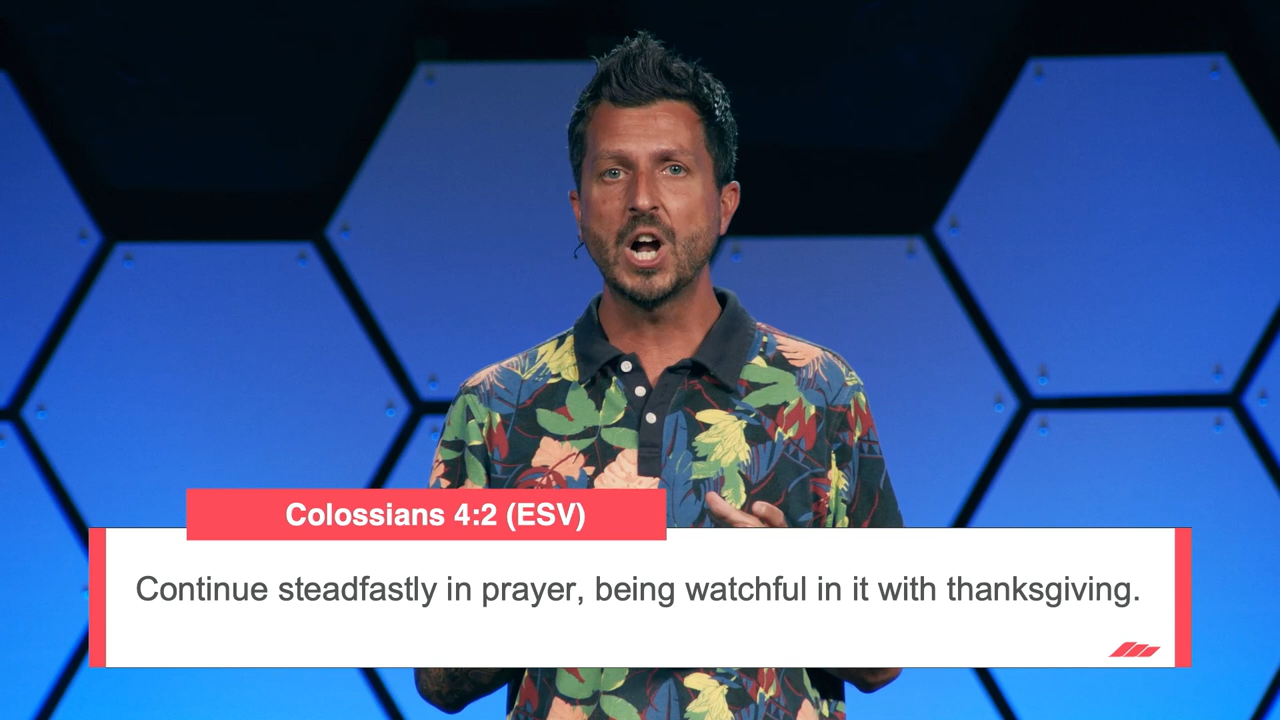 Colossians 4:2 (ESV)
Continue steadfastly in prayer, being watchful in it with thanksgiving.